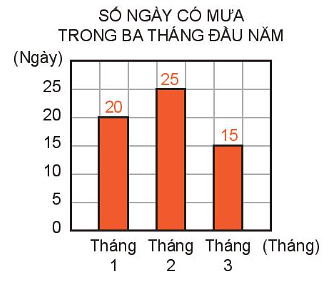 SỐ NGÀY CÓ MƯA
TRONG BA THÁNG ĐẦU NĂM
(Ngày)
25
20
15
10
5
0
20
25
15
Tháng 1
Tháng 2
Tháng 3
(Tháng)